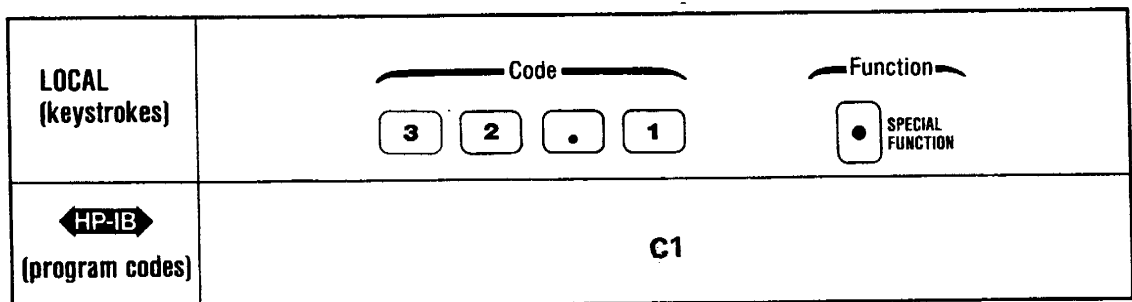 LOCAL
(keystrokes)
Code
Function
3 2 . 1
SPECIAL
FUNCTION
HP-IB
(program codes)
C1